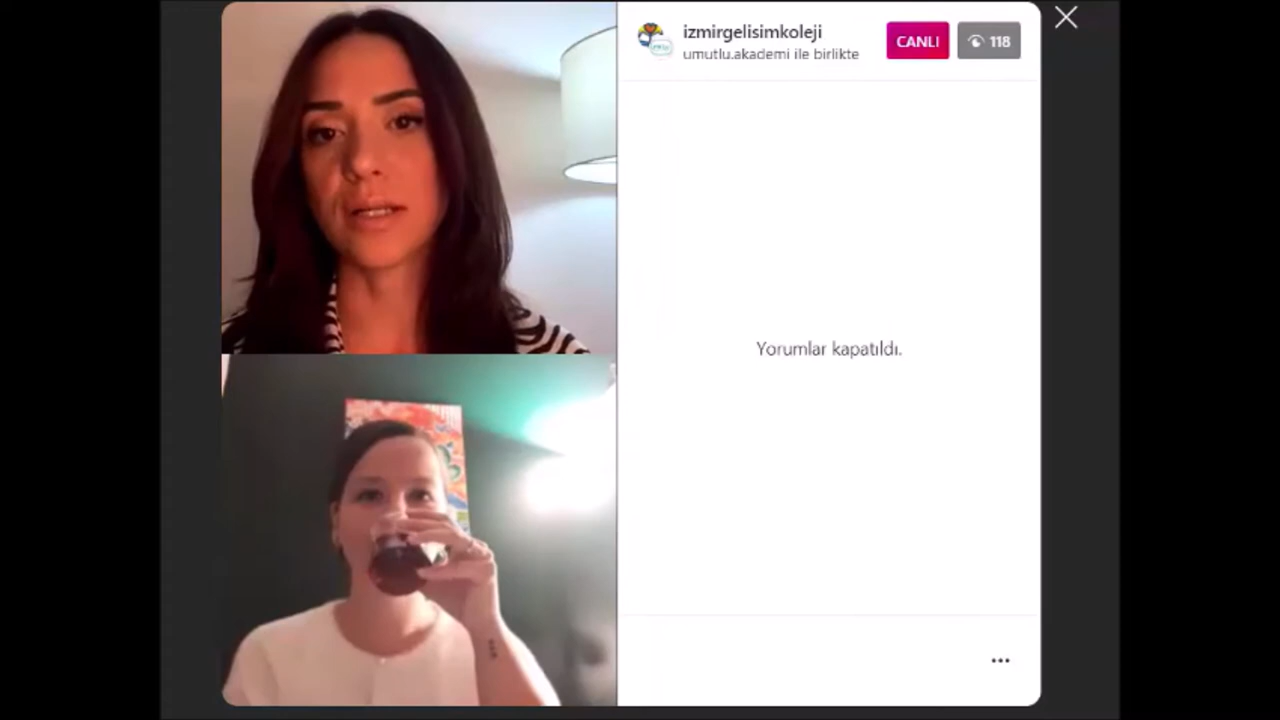 izmirgelisimkoleji
umutlu.akademi ile birlikte
CANLI
118
Yorumlar kapatıldı.